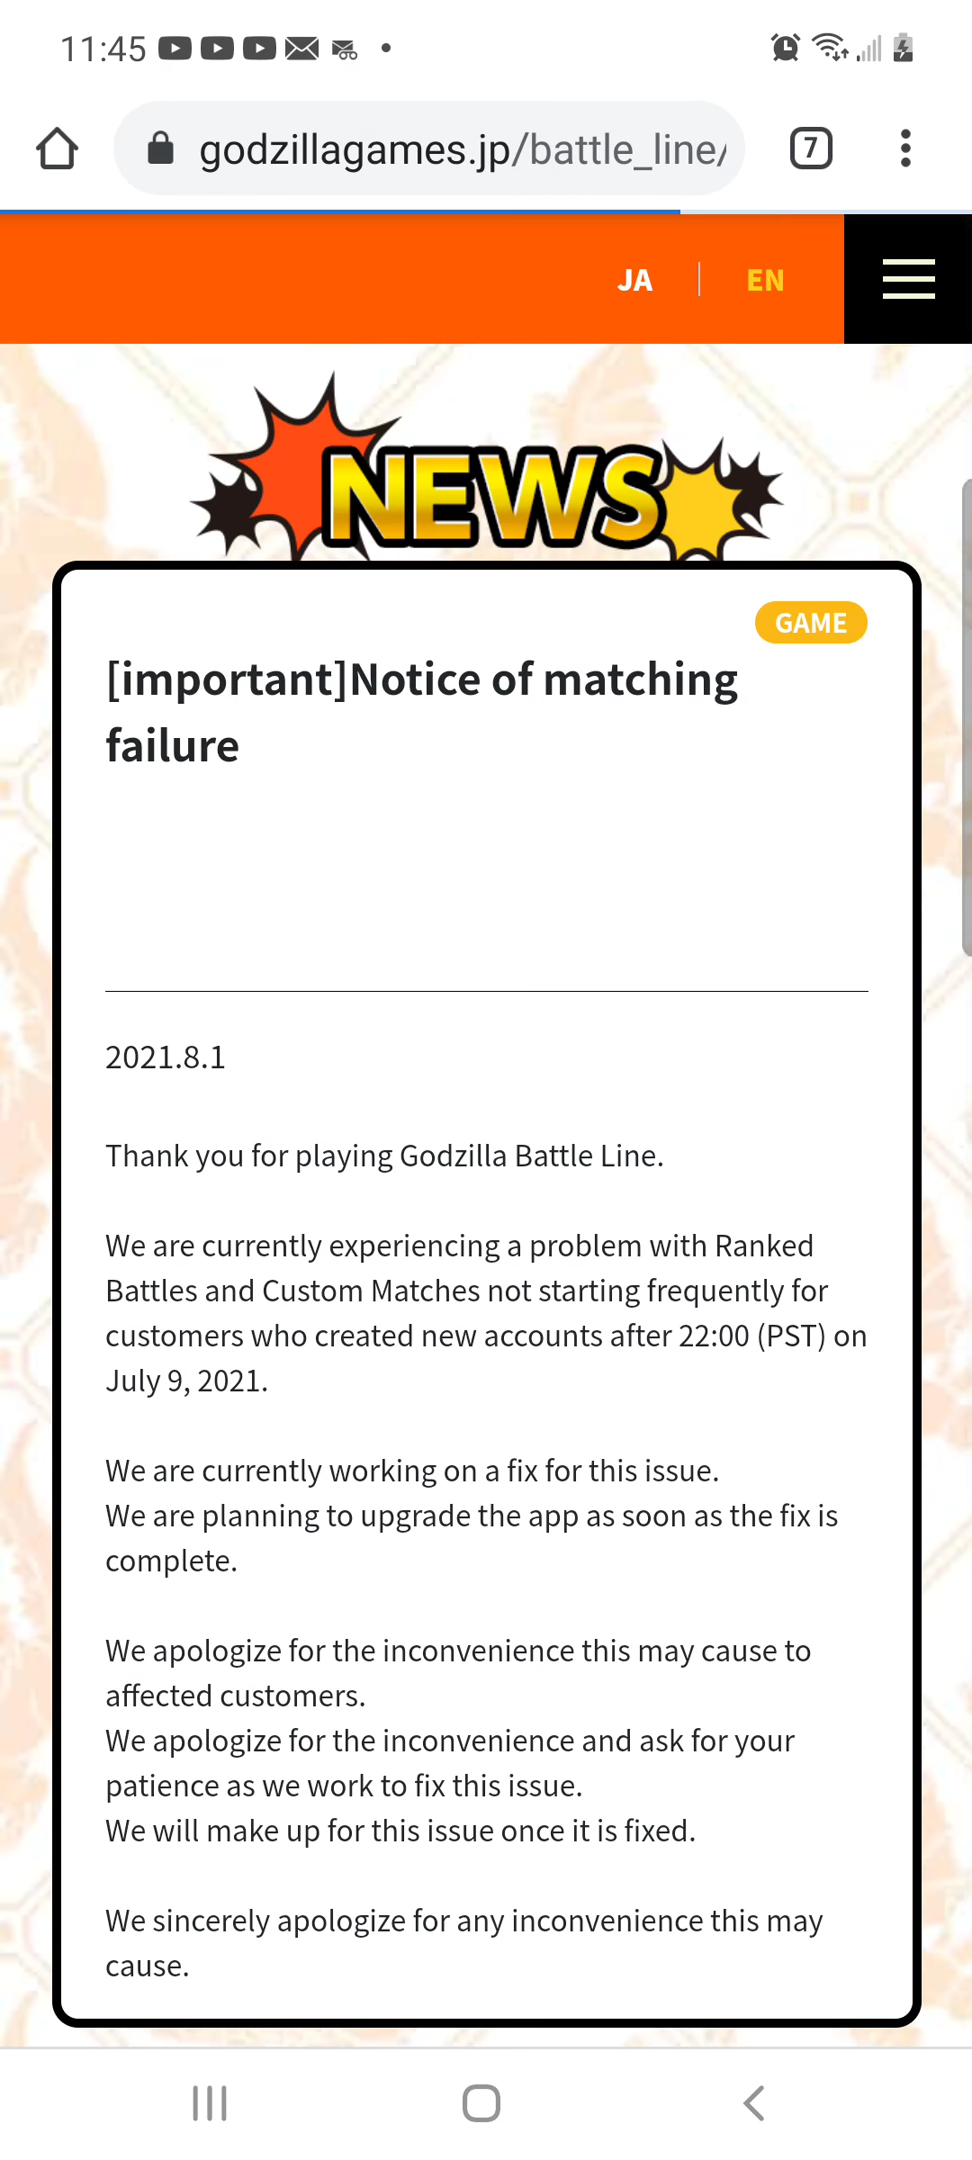 11:45
godzillagames.jp/battle_line/
7
JA
EN
NEWS
GAME
[important]Notice of matching
failure
2021.8.1
Thank you for playing Godzilla Battle Line.
We are currently experiencing a problem with Ranked
Battles and Custom Matches not starting frequently for
customers who created new accounts after 22:00 (PST) on
July 9, 2021.
We are currently working on a fix for this issue.
We are planning to upgrade the app as soon as the fix is
complete.
We apologize for the inconvenience this may cause to
affected customers.
We apologize for the inconvenience and ask for your
patience as we work to fix this issue.
We will make up for this issue once it is fixed.
We sincerely apologize for any inconvenience this may
cause.